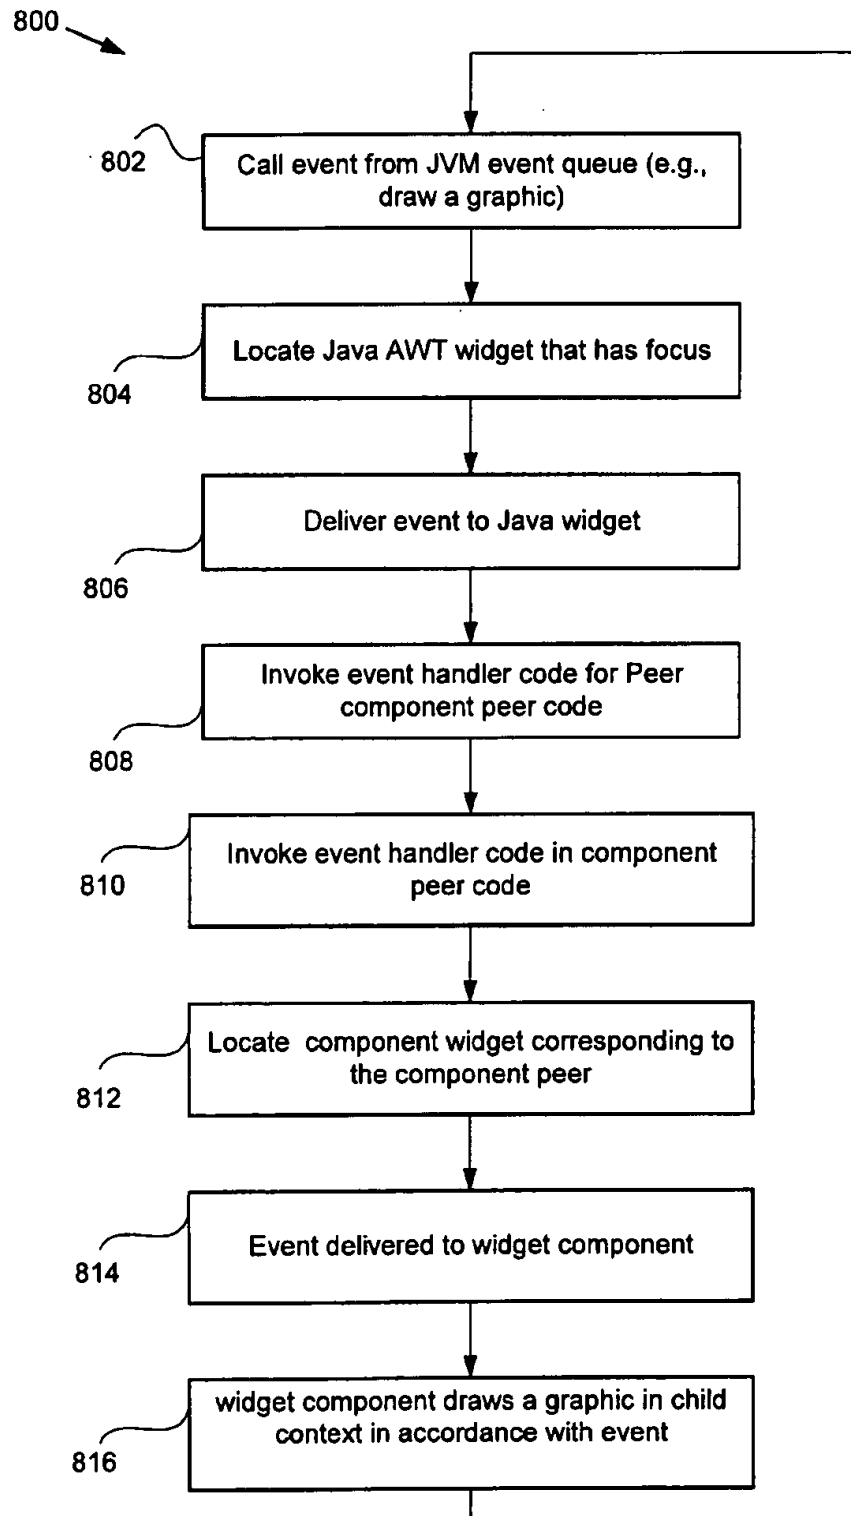 800
802
Call event from JVM event queue (e.g.,
draw a graphic)
804
Locate Java AWT widget that has focus
806
Deliver event to Java widget
808
Invoke event handler code for Peer
component peer code
810
Invoke event handler code in component
peer code
812
Locate component widget corresponding to
the component peer
814
Event delivered to widget component
816
widget component draws a graphic in child
context in accordance with event